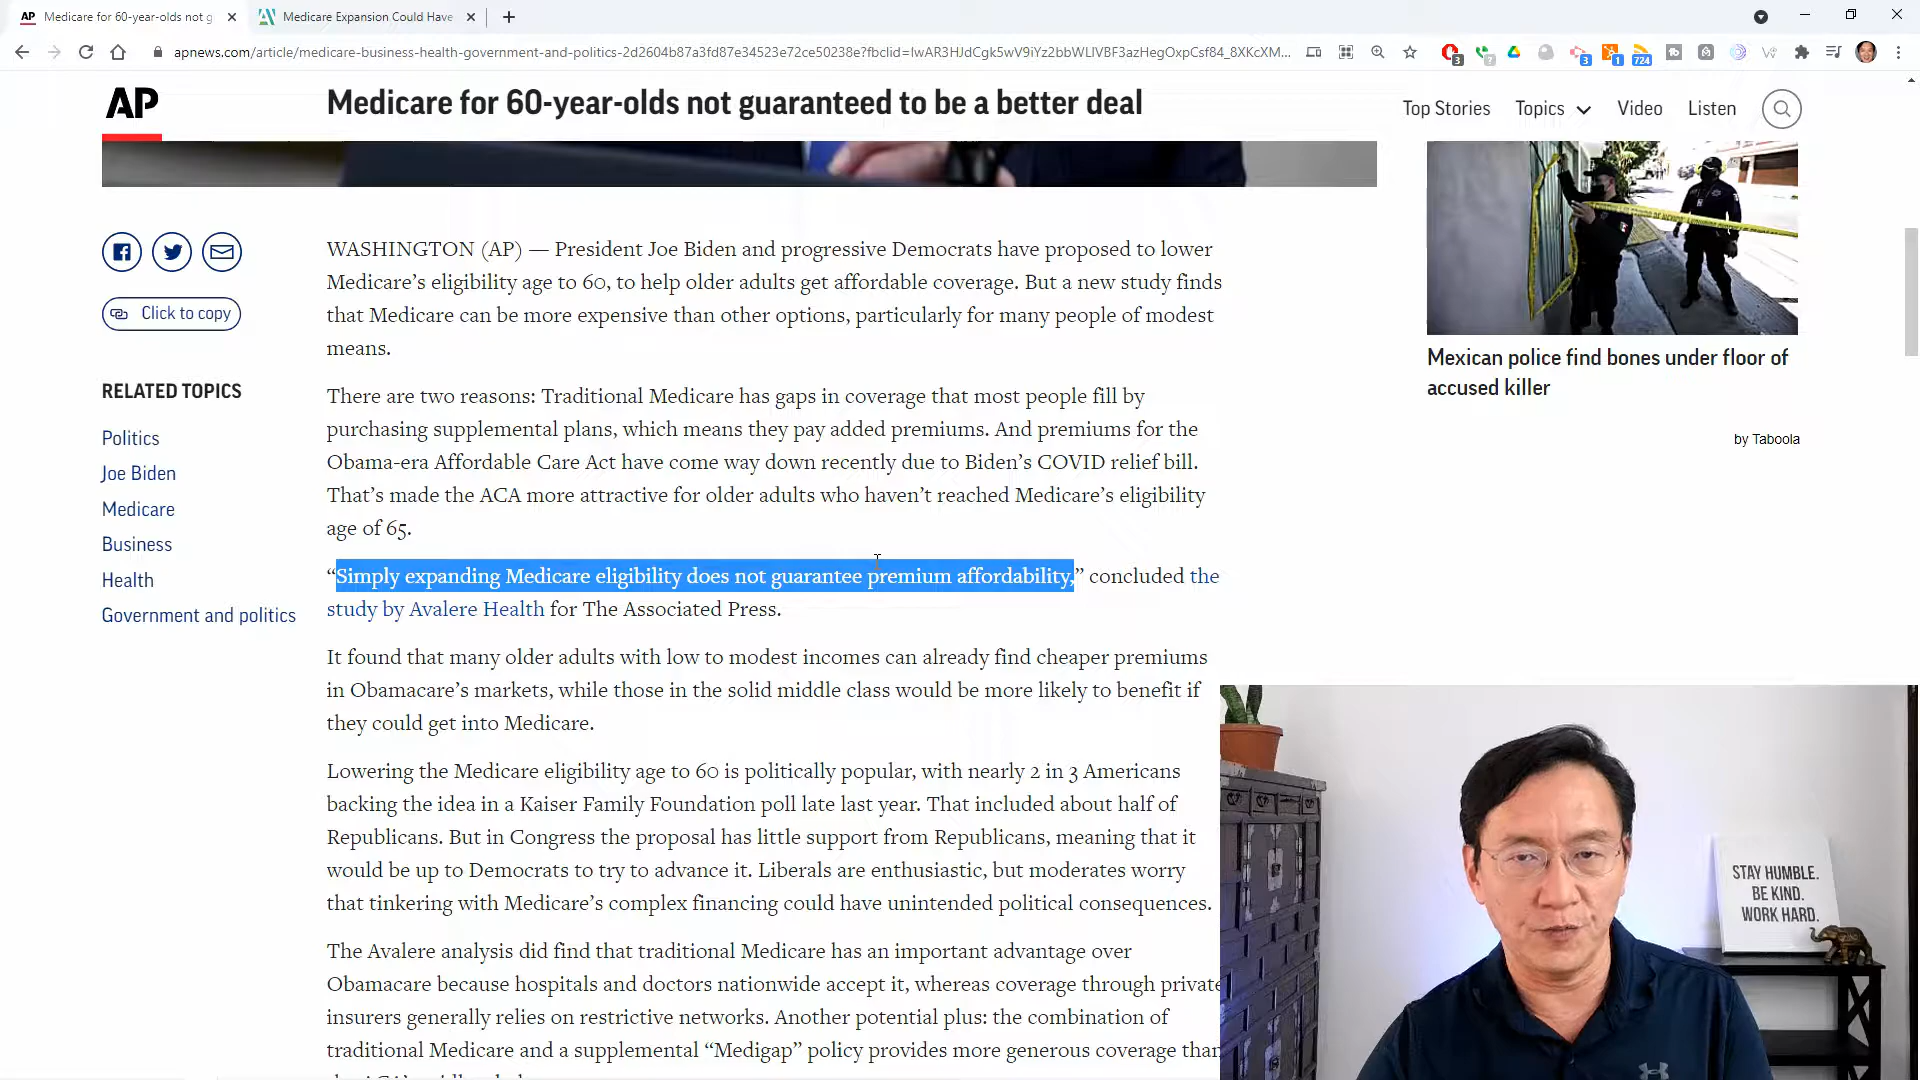 AP Medicare for 60-year-olds not g
Medicare Expansion Could Have
apnews.com/article/medicare-business-health-government-and-politics-2d2604b87a3fd87e34523e72ce50238e?fbclid=IwAR3HJdCgk5wV9iYz2bbWLlVBF3azHegOxpCsf84_8XKcXM...
3
?
3
1
724
AP
Medicare for 60-year-olds not guaranteed to be a better deal
Top Stories Topics Video Listen
Click to copy
RELATED TOPICS
Politics
Joe Biden
Medicare
Business
Health
Government and politics
WASHINGTON (AP) — President Joe Biden and progressive Democrats have proposed to lower
Medicare’s eligibility age to 60, to help older adults get affordable coverage. But a new study finds
that Medicare can be more expensive than other options, particularly for many people of modest
means.
There are two reasons: Traditional Medicare has gaps in coverage that most people fill by
purchasing supplemental plans, which means they pay added premiums. And premiums for the
Obama-era Affordable Care Act have come way down recently due to Biden’s COVID relief bill.
That’s made the ACA more attractive for older adults who haven’t reached Medicare’s eligibility
age of 65.
“Simply expanding Medicare eligibility does not guarantee premium affordability,” concluded the
study by Avalere Health for The Associated Press.
It found that many older adults with low to modest incomes can already find cheaper premiums
in Obamacare’s markets, while those in the solid middle class would be more likely to benefit if
they could get into Medicare.
Lowering the Medicare eligibility age to 60 is politically popular, with nearly 2 in 3 Americans
backing the idea in a Kaiser Family Foundation poll late last year. That included about half of
Republicans. But in Congress the proposal has little support from Republicans, meaning that it
would be up to Democrats to try to advance it. Liberals are enthusiastic, but moderates worry
that tinkering with Medicare’s complex financing could have unintended political consequences.
The Avalere analysis did find that traditional Medicare has an important advantage over
Obamacare because hospitals and doctors nationwide accept it, whereas coverage through private
insurers generally relies on restrictive networks. Another potential plus: the combination of
traditional Medicare and a supplemental “Medigap” policy provides more generous coverage than
Mexican police find bones under floor of
accused killer
by Taboola
STAY HUMBLE.
BE KIND.
WORK HARD.